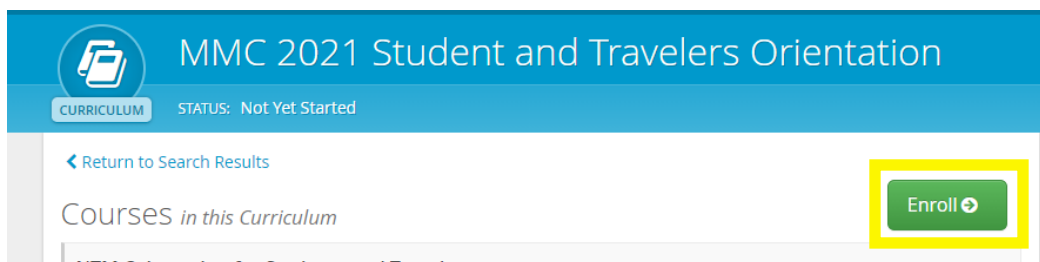 MMC 2021 Student and Travelers Orientation
CURRICULUM
STATUS: Not Yet Started
Return to Search Results
Enroll
Courses in this Curriculum